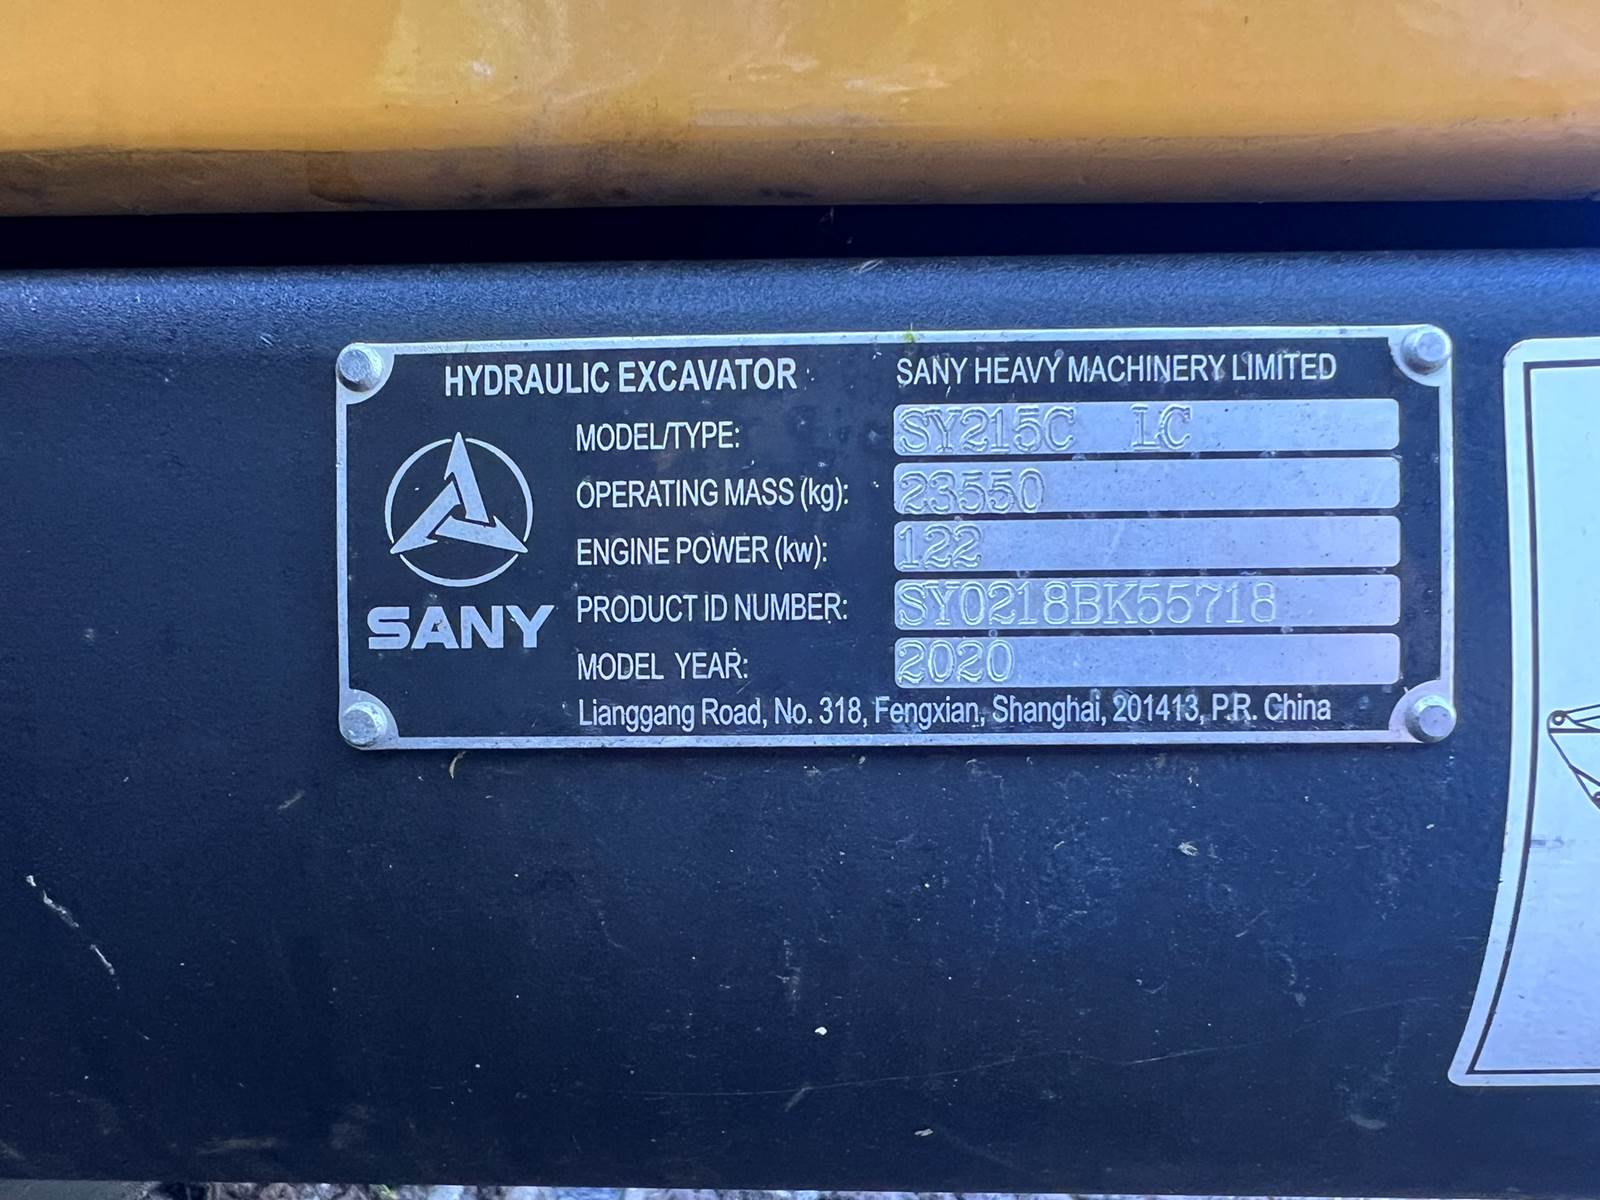 HYDRAULIC EXCAVATOR SANY HEAVY MACHINERY LIMITED
MODEL/TYPE: SY215C LC
OPERATING MASS (kg): 23550
ENGINE POWER (kw): 122
PRODUCT ID NUMBER: SY0218BK55718
MODEL YEAR: 2020
SANY
Lianggang Road, No. 318, Fengxian, Shanghai, 201413, P.R. China